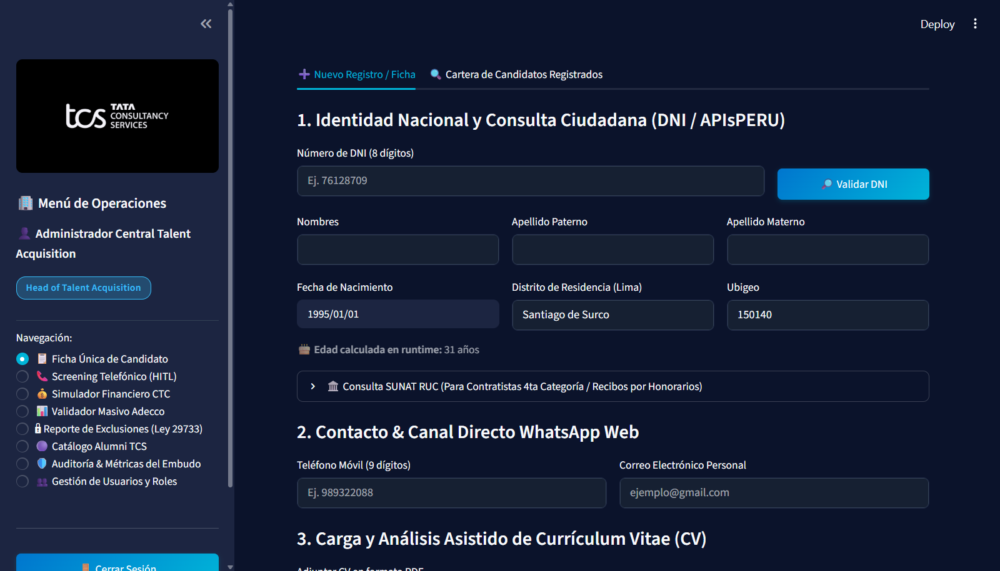 Deploy
tcs TATA
CONSULTANCY
SERVICES
Menú de Operaciones
Administrador Central Talent
Acquisition
Head of Talent Acquisition
Navegación:
Ficha Única de Candidato
Screening Telefónico (HITL)
Simulador Financiero CTC
Validador Masivo Adecco
Reporte de Exclusiones (Ley 29733)
Catálogo Alumni TCS
Auditoría & Métricas del Embudo
Gestión de Usuarios y Roles
Cerrar Sesión
Nuevo Registro / Ficha
Cartera de Candidatos Registrados
1. Identidad Nacional y Consulta Ciudadana (DNI / APIsPERU)
Número de DNI (8 dígitos)
Ej. 76128709
Validar DNI
Nombres
Apellido Paterno
Apellido Materno
Fecha de Nacimiento
Distrito de Residencia (Lima)
Ubigeo
1995/01/01
Santiago de Surco
150140
Edad calculada en runtime: 31 años
Consulta SUNAT RUC (Para Contratistas 4ta Categoría / Recibos por Honorarios)
2. Contacto & Canal Directo WhatsApp Web
Teléfono Móvil (9 dígitos)
Correo Electrónico Personal
Ej. 989322088
ejemplo@gmail.com
3. Carga y Análisis Asistido de Currículum Vitae (CV)
Adjuntar CV en formato PDF